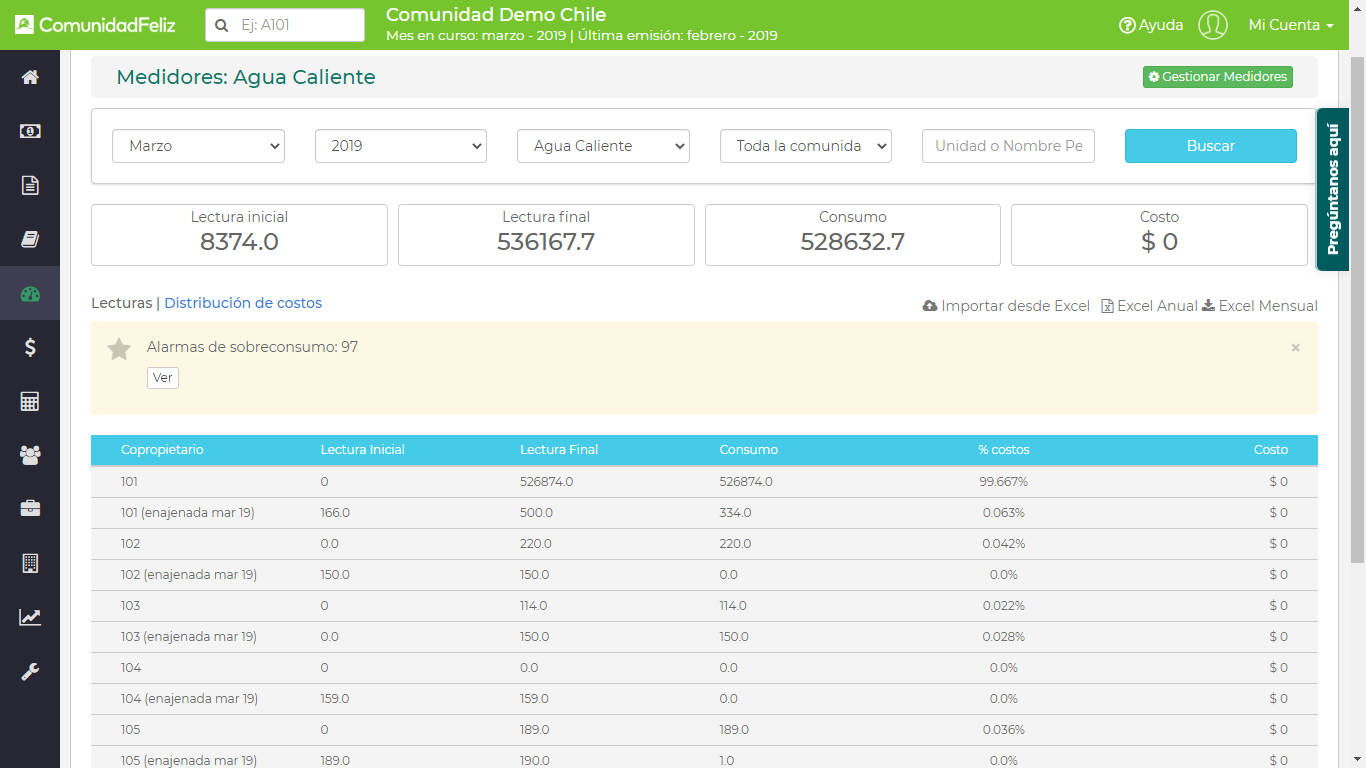 ComunidadFeliz
Ej: A101
Comunidad Demo Chile
Mes en curso: marzo - 2019 | Última emisión: febrero - 2019
Ayuda
Mi Cuenta
Medidores: Agua Caliente
Gestionar Medidores
Marzo
2019
Agua Caliente
Toda la comunida
Unidad o Nombre Pe
Buscar
Pregúntanos aquí
Lectura inicial
8374.0
Lectura final
536167.7
Consumo
528632.7
Costo
$ 0
Lecturas | Distribución de costos
Importar desde Excel Excel Anual Excel Mensual
Alarmas de sobreconsumo: 97
×
Ver
Copropietario Lectura Inicial Lectura Final Consumo % costos Costo
101 0 526874.0 526874.0 99.667% $ 0
101 (enajenada mar 19) 166.0 500.0 334.0 0.063% $ 0
102 0.0 220.0 220.0 0.042% $ 0
102 (enajenada mar 19) 150.0 150.0 0.0 0.0% $ 0
103 0 114.0 114.0 0.022% $ 0
103 (enajenada mar 19) 0.0 150.0 150.0 0.028% $ 0
104 0 0.0 0.0 0.0% $ 0
104 (enajenada mar 19) 159.0 159.0 0.0 0.0% $ 0
105 0 189.0 189.0 0.036% $ 0
105 (enajenada mar 19) 189.0 190.0 1.0 0.0% $ 0